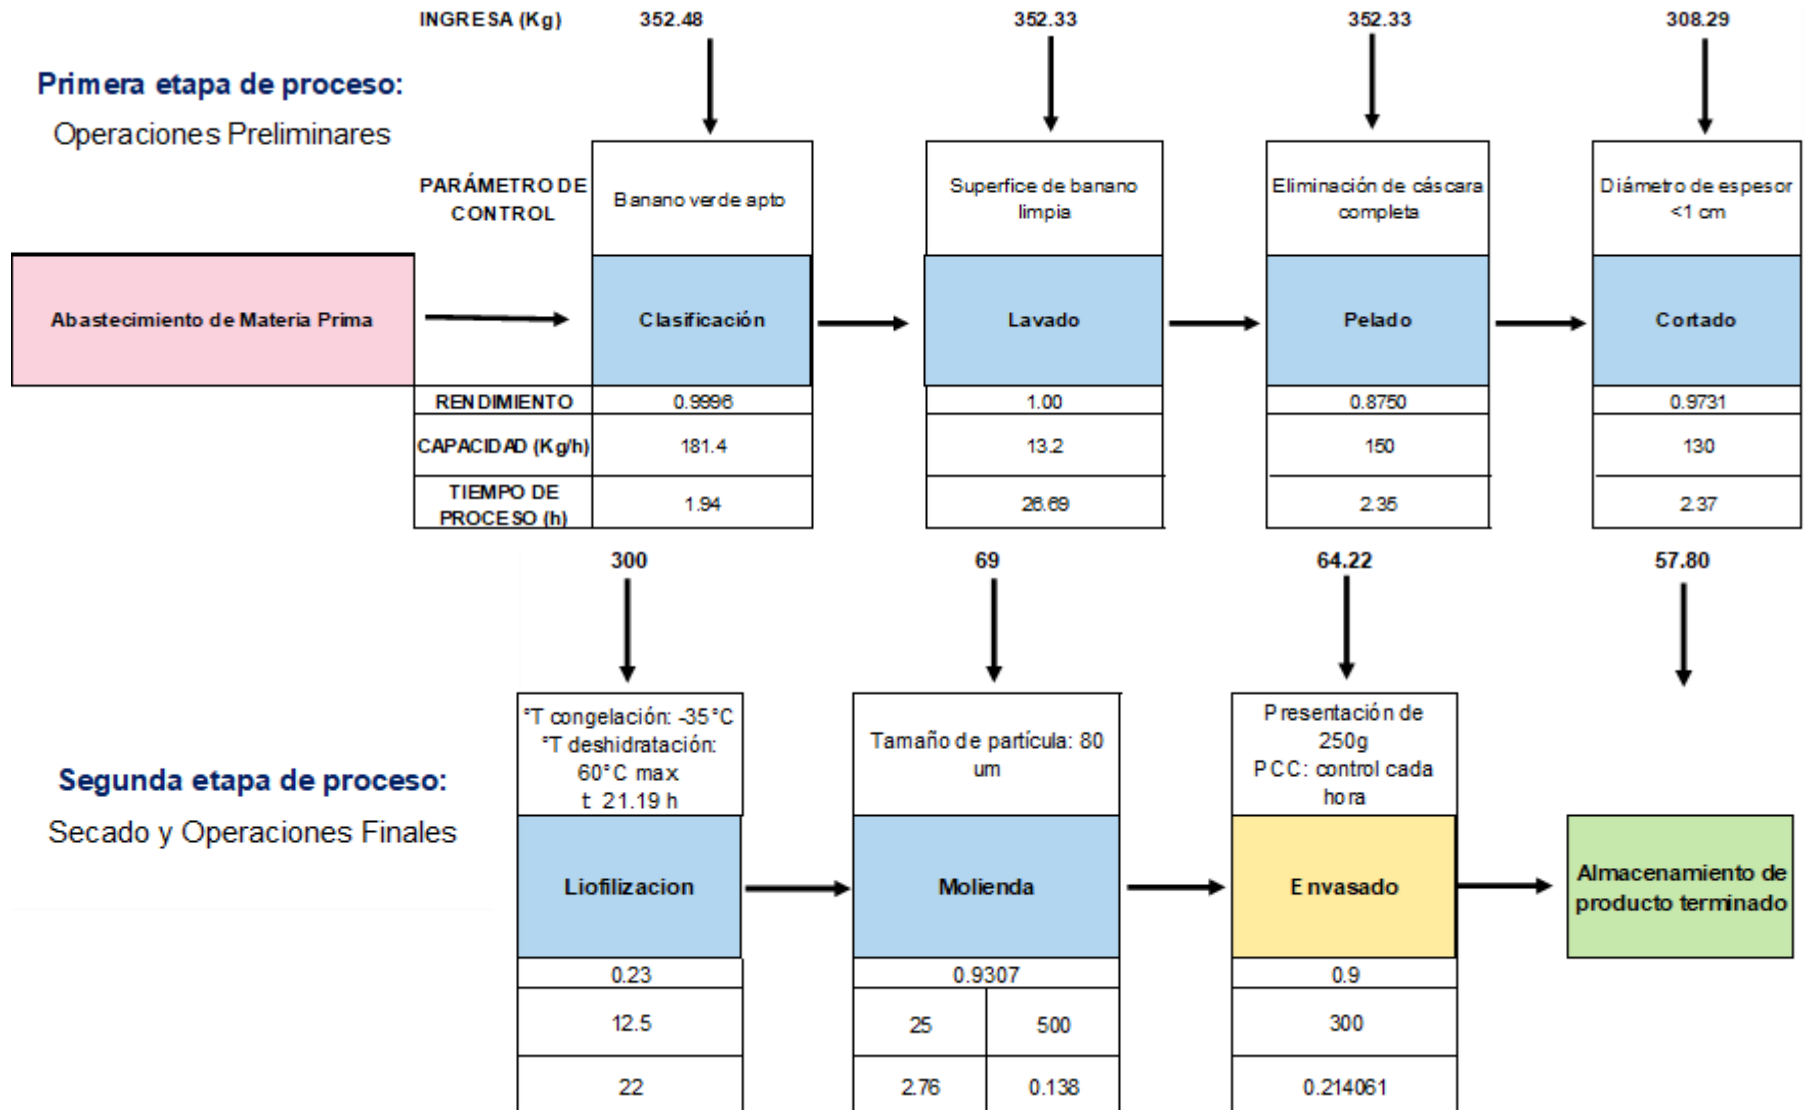 INGRESA (Kg)
352.48
352.33
352.33
308.29
Primera etapa de proceso:
Operaciones Preliminares
PARÁMETRO DE
CONTROL
Banano verde apto
Superfice de banano
limpia
Eliminación de cáscara
completa
Diámetro de espesor
<1 cm
Abastecimiento de Materia Prima
Clasificación
Lavado
Pelado
Cortado
RENDIMIENTO
0.9996
1.00
0.8750
0.9731
CAPACIDAD (Kg/h)
181.4
13.2
150
130
TIEMPO DE
PROCESO (h)
1.94
26.69
2.35
2.37
300
69
64.22
57.80
Segunda etapa de proceso:
Secado y Operaciones Finales
°T congelación: -35°C
°T deshidratación:
60°C max
t 21.19 h
Tamaño de partícula: 80
um
Presentación de
250g
PCC: control cada
hora
Liofilizacion
Molienda
Envasado
Almacenamiento de
producto terminado
0.23
0.9307
0.9
12.5
25
500
300
22
2.76
0.138
0.214061